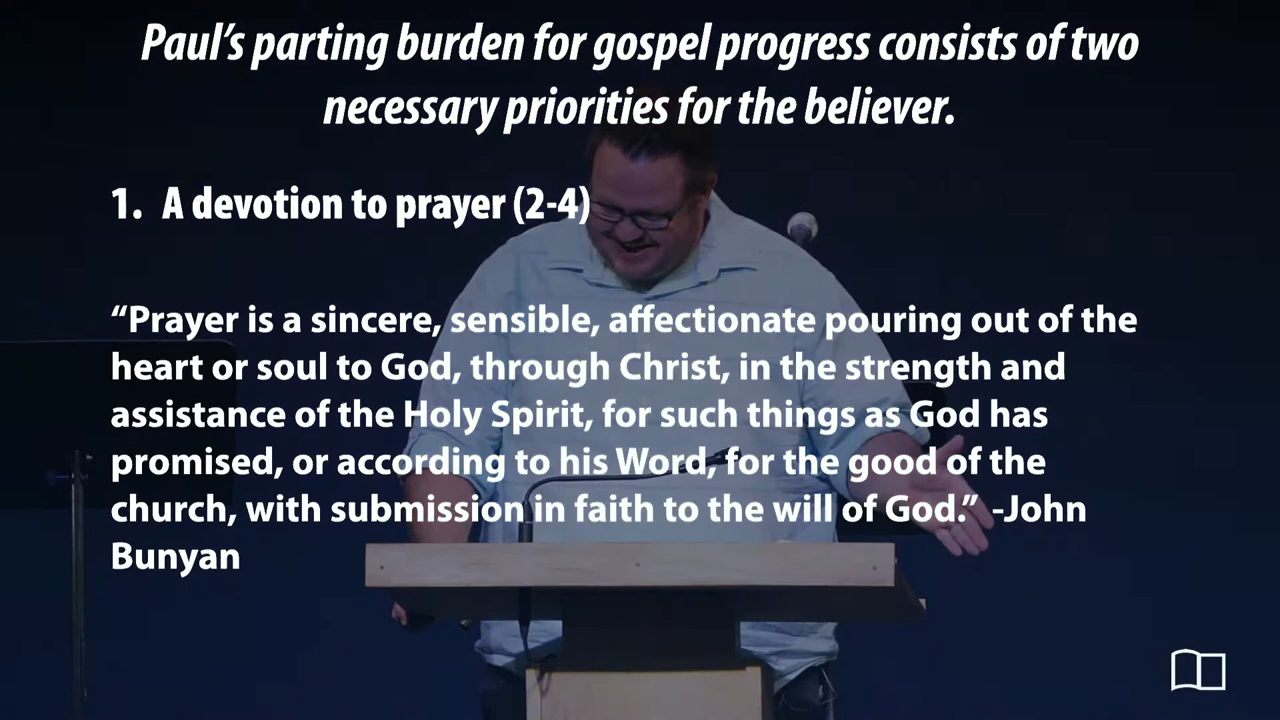 Paul’s parting burden for gospel progress consists of two
necessary priorities for the believer.
1. A devotion to prayer (2-4)
“Prayer is a sincere, sensible, affectionate pouring out of the
heart or soul to God, through Christ, in the strength and
assistance of the Holy Spirit, for such things as God has
promised, or according to his Word, for the good of the
church, with submission in faith to the will of God.” -John
Bunyan